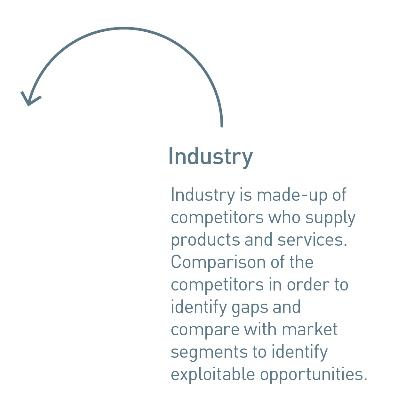 Industry
Industry is made-up of
competitors who supply
products and services.
Comparison of the
competitors in order to
identify gaps and
compare with market
segments to identify
exploitable opportunities.